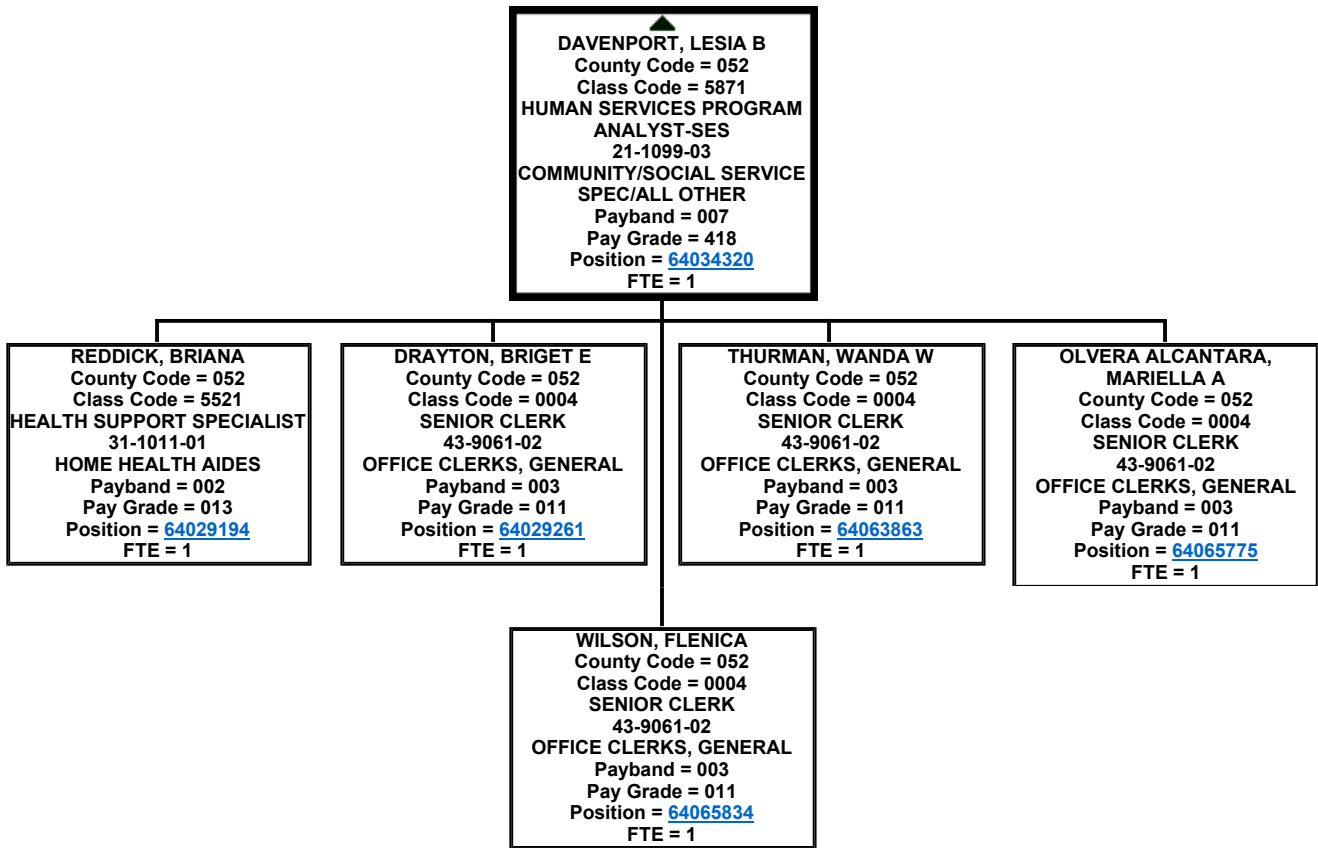 DAVENPORT, LESIA B
County Code = 052
Class Code = 5871
HUMAN SERVICES PROGRAM
ANALYST-SES
21-1099-03
COMMUNITY/SOCIAL SERVICE
SPEC/ALL OTHER
Payband = 007
Pay Grade = 418
Position = 64034320
FTE = 1
REDDICK, BRIANA
County Code = 052
Class Code = 5521
HEALTH SUPPORT SPECIALIST
31-1011-01
HOME HEALTH AIDES
Payband = 002
Pay Grade = 013
Position = 64029194
FTE = 1
DRAYTON, BRIGET E
County Code = 052
Class Code = 0004
SENIOR CLERK
43-9061-02
OFFICE CLERKS, GENERAL
Payband = 003
Pay Grade = 011
Position = 64029261
FTE = 1
THURMAN, WANDA W
County Code = 052
Class Code = 0004
SENIOR CLERK
43-9061-02
OFFICE CLERKS, GENERAL
Payband = 003
Pay Grade = 011
Position = 64063863
FTE = 1
OLVERA ALCANTARA,
MARIELLA A
County Code = 052
Class Code = 0004
SENIOR CLERK
43-9061-02
OFFICE CLERKS, GENERAL
Payband = 003
Pay Grade = 011
Position = 64065775
FTE = 1
WILSON, FLENICA
County Code = 052
Class Code = 0004
SENIOR CLERK
43-9061-02
OFFICE CLERKS, GENERAL
Payband = 003
Pay Grade = 011
Position = 64065834
FTE = 1